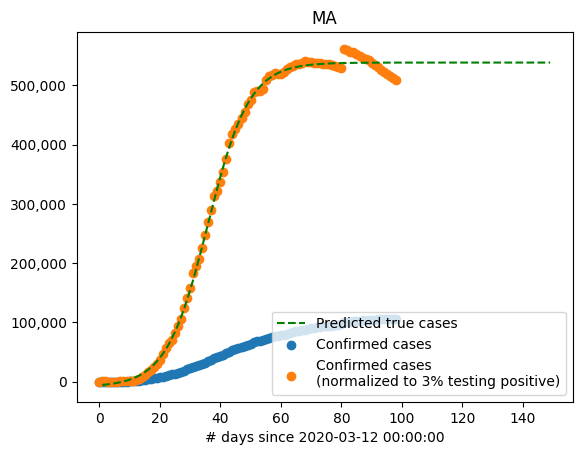 MA
500,000
400,000
300,000
200,000
100,000
0
Predicted true cases
Confirmed cases
Confirmed cases
(normalized to 3% testing positive)
0 20 40 60 80 100 120 140
# days since 2020-03-12 00:00:00